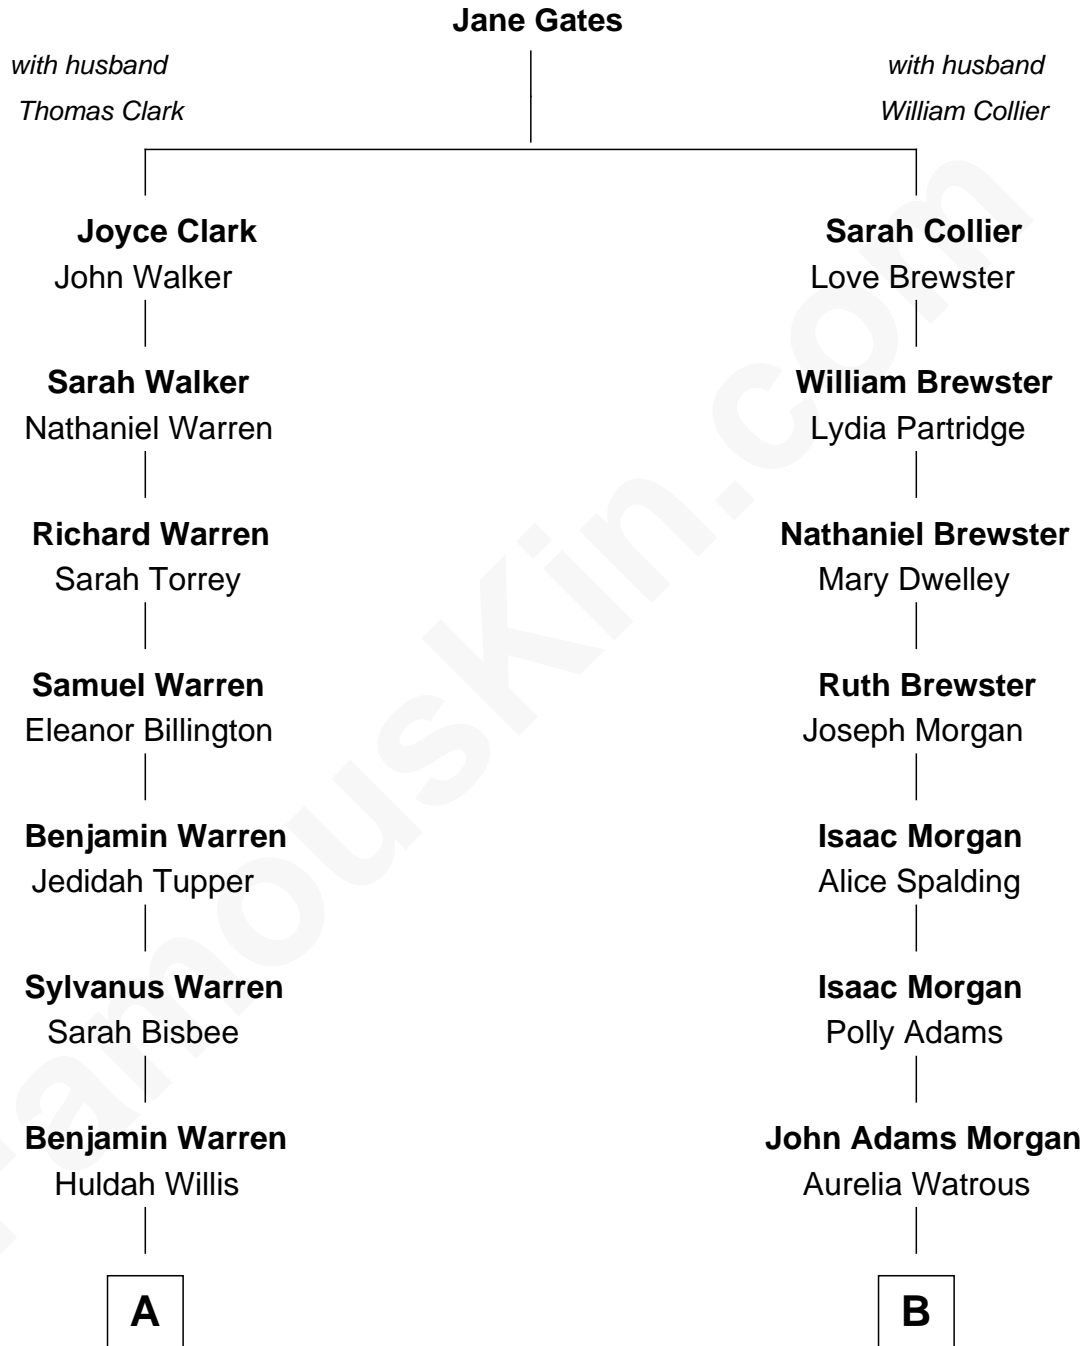 Jane Gates
with husband
Thomas Clark
with husband
William Collier
Joyce Clark
John Walker
Sarah Collier
Love Brewster
Sarah Walker
Nathaniel Warren
William Brewster
Lydia Partridge
Richard Warren
Sarah Torrey
Nathaniel Brewster
Mary Dwelley
Samuel Warren
Eleanor Billington
Ruth Brewster
Joseph Morgan
Benjamin Warren
Jedidah Tupper
Isaac Morgan
Alice Spalding
Sylvanus Warren
Sarah Bisbee
Isaac Morgan
Polly Adams
Benjamin Warren
Huldah Willis
John Adams Morgan
Aurelia Watrous
A
B
FamousKin.com